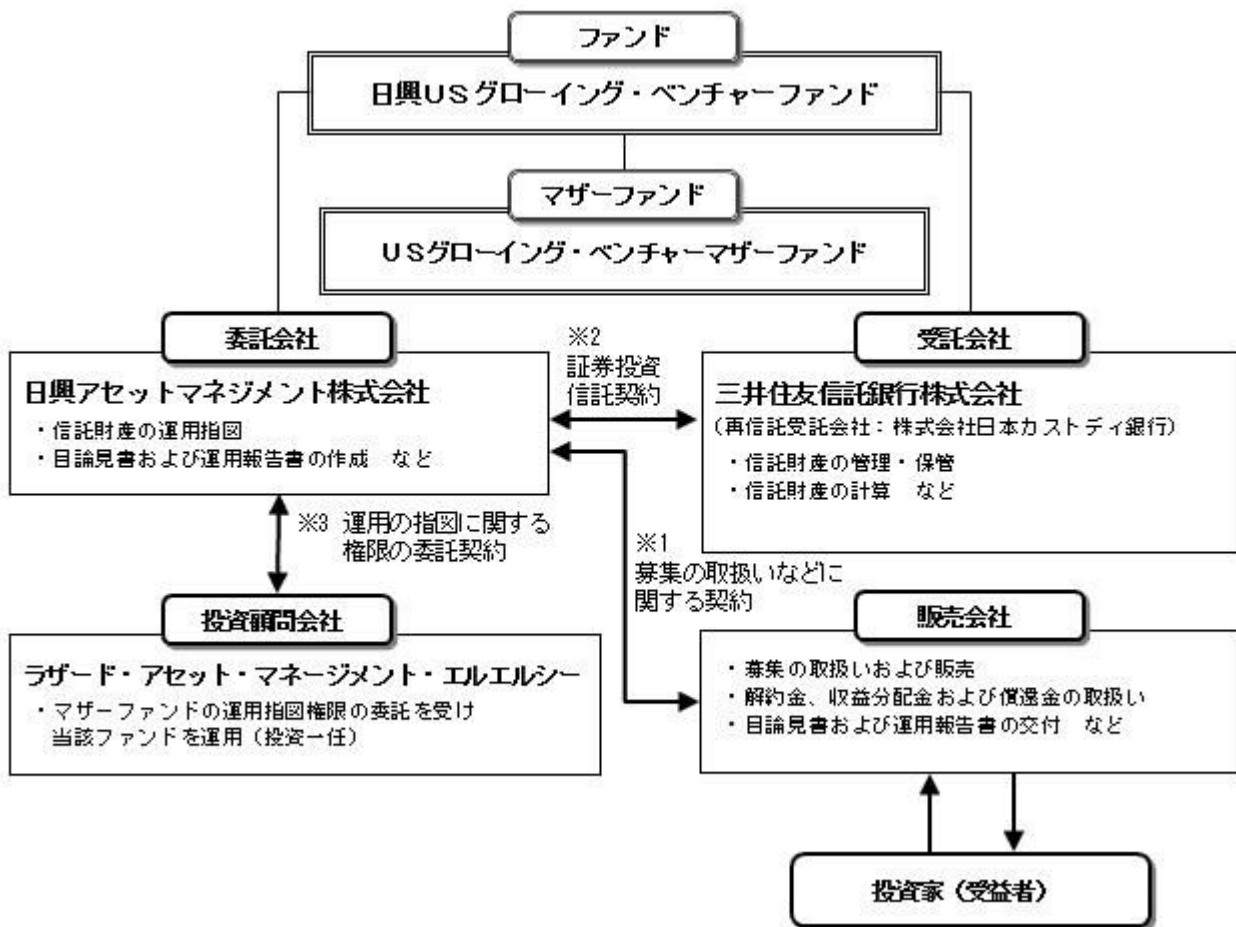 ファンド
日興USグローイング・ベンチャーファンド
マザーファンド
USグローイング・ベンチャーマザーファンド
委託会社
日興アセットマネジメント株式会社
・信託財産の運用指図
・目論見書および運用報告書の作成 など
※2
証券投資
信託契約
受託会社
三井住友信託銀行株式会社
(再信託受託会社：株式会社日本カストディ銀行)
・信託財産の管理・保管
・信託財産の計算 など
※3 運用の指図に関する
権限の委託契約
※1
募集の取扱いなどに
関する契約
投資顧問会社
ラザード・アセット・マネージメント・エルエルシー
・マザーファンドの運用指図権限の委託を受け
当該ファンドを運用（投資一任）
販売会社
・募集の取扱いおよび販売
・解約金、収益分配金および償還金の取扱い
・目論見書および運用報告書の交付 など
投資家（受益者）